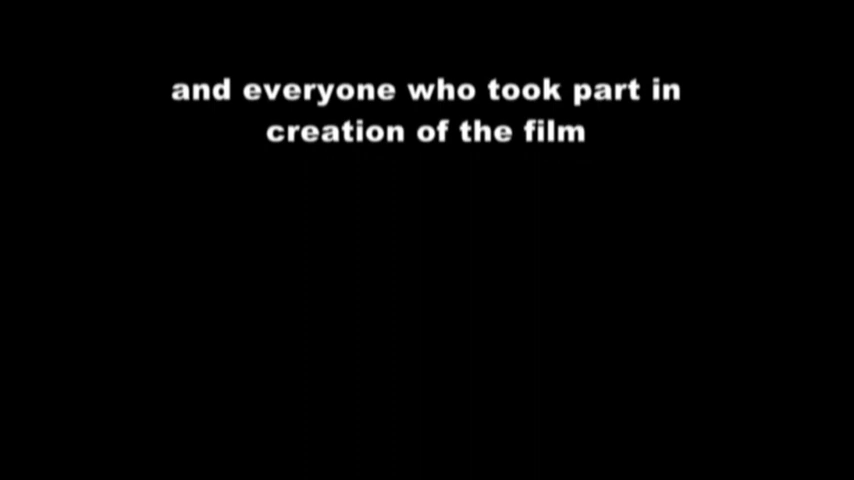 and everyone who took part in
creation of the film